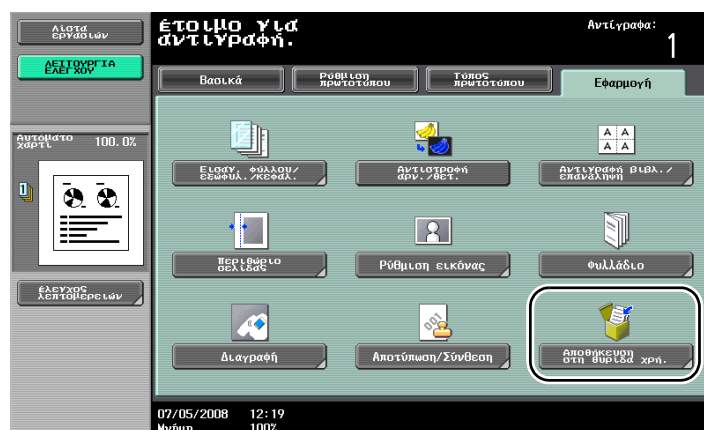 Λίστα
εργασιών
έτοιμο για
αντιγραφή.
Αντίγραφα:
1
ΛΕΙΤΟΥΡΓΙΑ
ΕΛΕΓΧΟΥ
Βασικά
Ρύθμιση
πρωτοτύπου
Τύπος
πρωτοτύπου
Εφαρμογή
Αυτόματο
χαρτί
100.0%
Εισαγ. φύλλου/
εξωφυλ./κεφαλ.
Αντιστροφή
αρν./θετ.
Αντιγραφή βιβλ./
επανάληψη
Περιθώριο
σελίδας
Ρύθμιση εικόνας
Φυλλάδιο
έλεγχος
λεπτομερειών
Διαγραφή
Αποτύπωση/Σύνθεση
Αποθήκευση
στη θυρίδα χρή.
07/05/2008 12:19
Μνήμη 100%